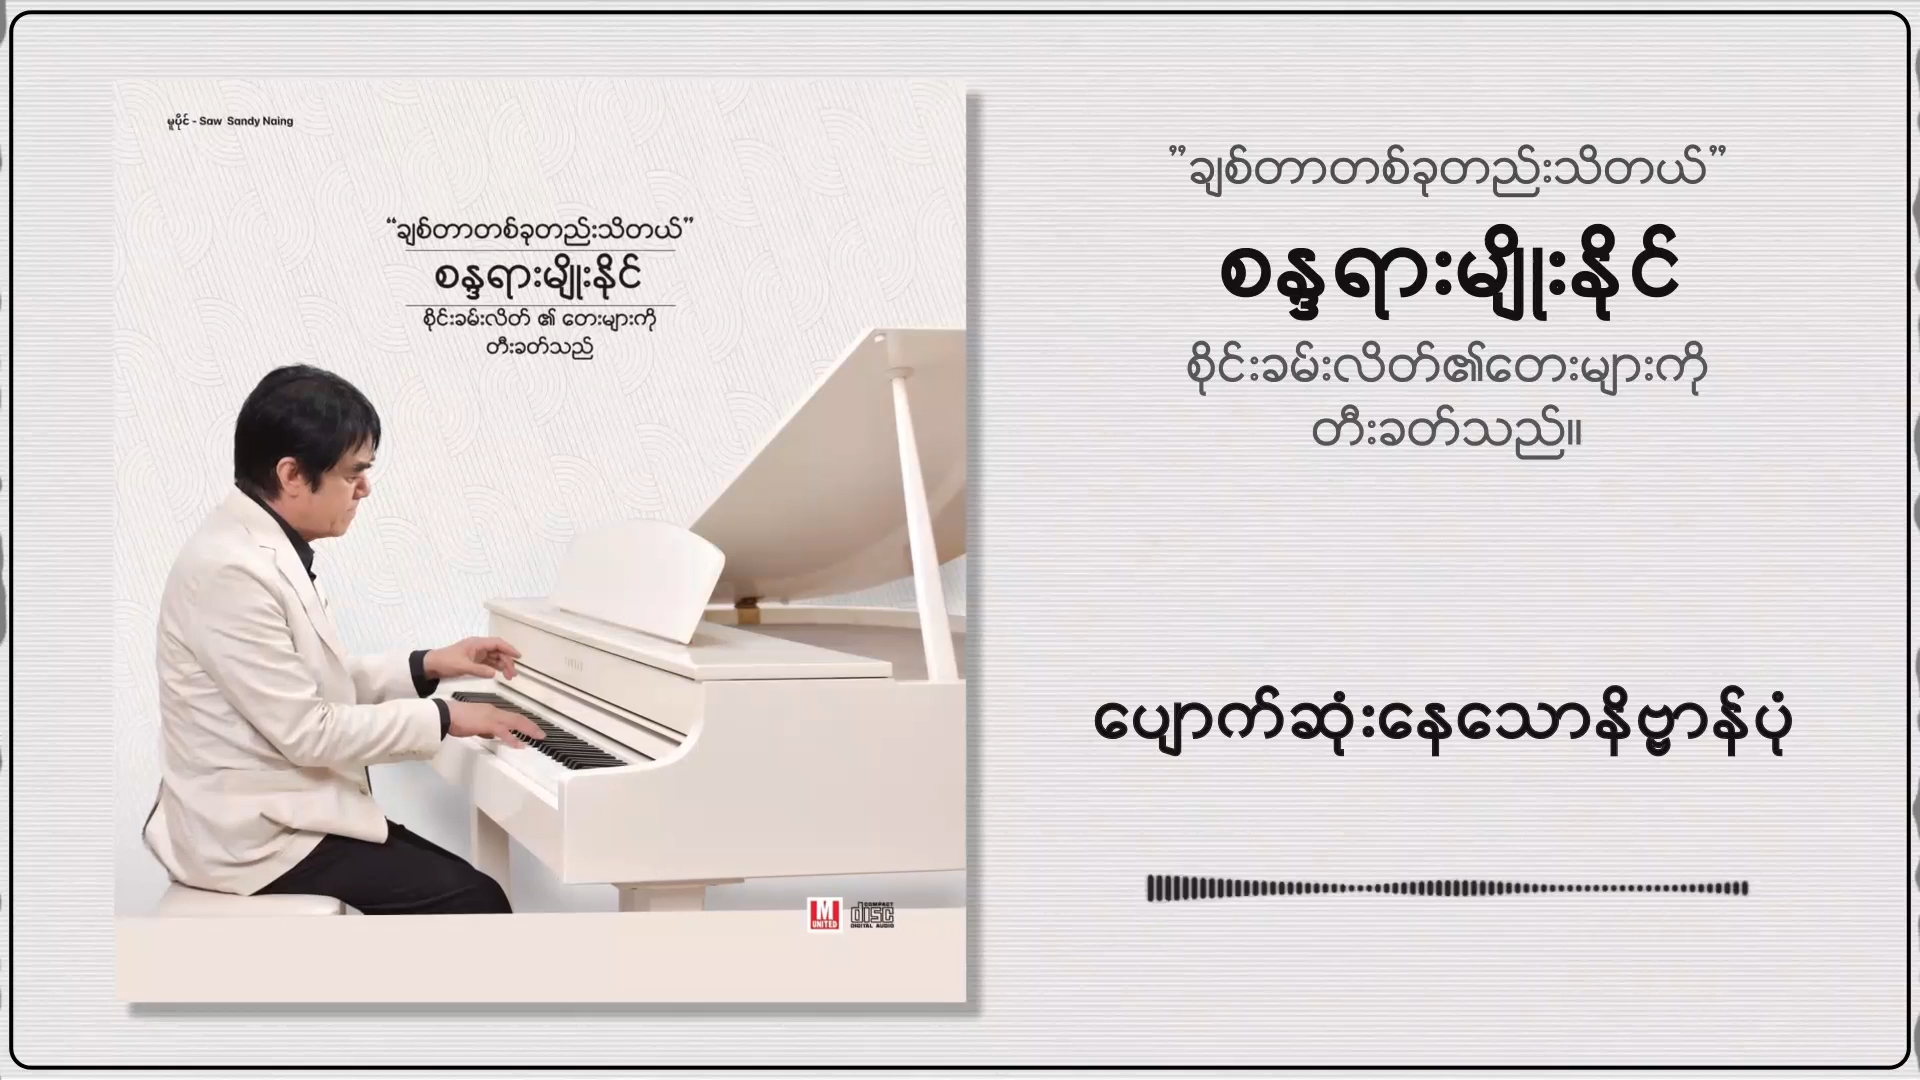 မူပိုင် - Saw Sandy Naing
“ချစ်တာတစ်ခုတည်းသိတယ်”
စန္ဒရားမျိုးနိုင်
စိုင်းခမ်းလိတ် ၏ တေးများကို
တီးခတ်သည်
M
UNITED
COMPACT
disc
DIGITAL AUDIO
”ချစ်တာတစ်ခုတည်းသိတယ်”
စန္ဒရားမျိုးနိုင်
စိုင်းခမ်းလိတ်၏တေးများကို
တီးခတ်သည်။
ပျောက်ဆုံးနေသောနိဗ္ဗာန်ပုံ